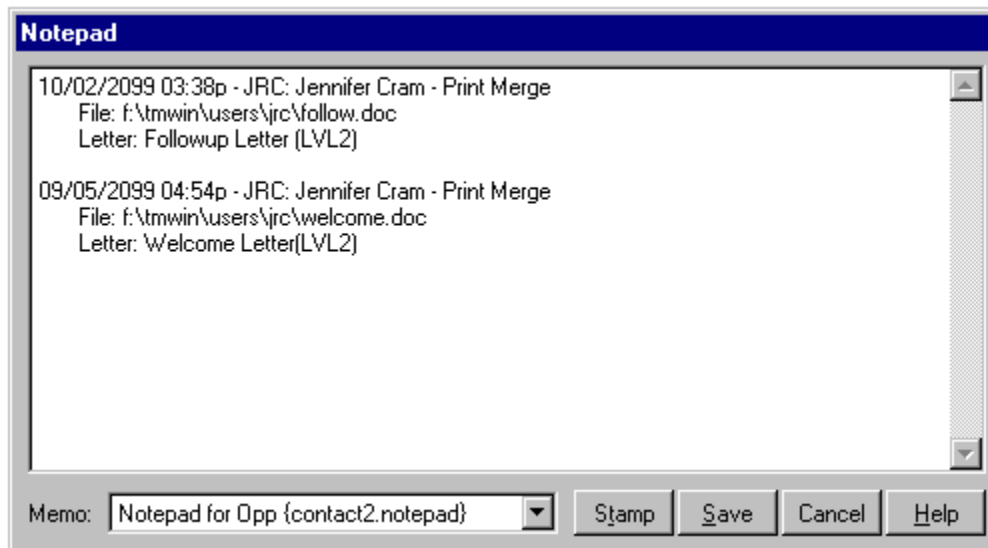 Notepad
10/02/2099 03:38p - JRC: Jennifer Cram - Print Merge
File: f:\tmwin\users\jrc\follow.doc
Letter: Followup Letter (LVL2)
09/05/2099 04:54p - JRC: Jennifer Cram - Print Merge
File: f:\tmwin\users\jrc\welcome.doc
Letter: Welcome Letter(LVL2)
Memo: Notepad for Opp {contact2.notepad} Stamp Save Cancel Help